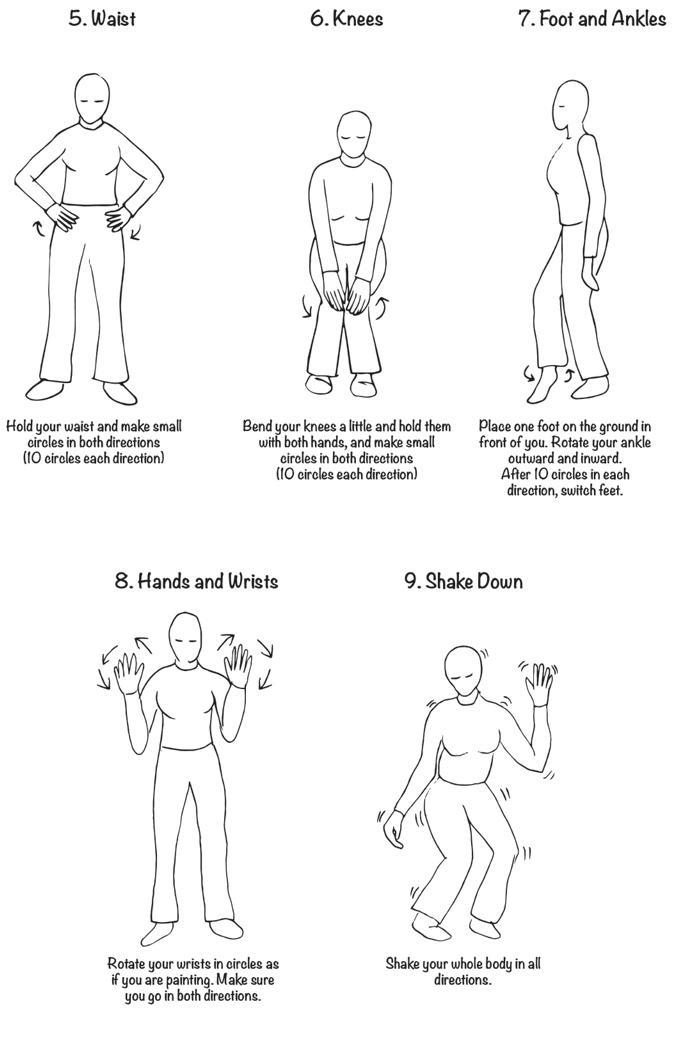 5. Waist
6. Knees
7. Foot and Ankles
Hold your waist and make small
circles in both directions
(10 circles each direction)
Bend your knees a little and hold them
with both hands, and make small
circles in both directions
(10 circles each direction)
Place one foot on the ground in
front of you. Rotate your ankle
outward and inward.
After 10 circles in each
direction, switch feet.
8. Hands and Wrists
9. Shake Down
Rotate your wrists in circles as
if you are painting. Make sure
you go in both directions.
Shake your whole body in all
directions.